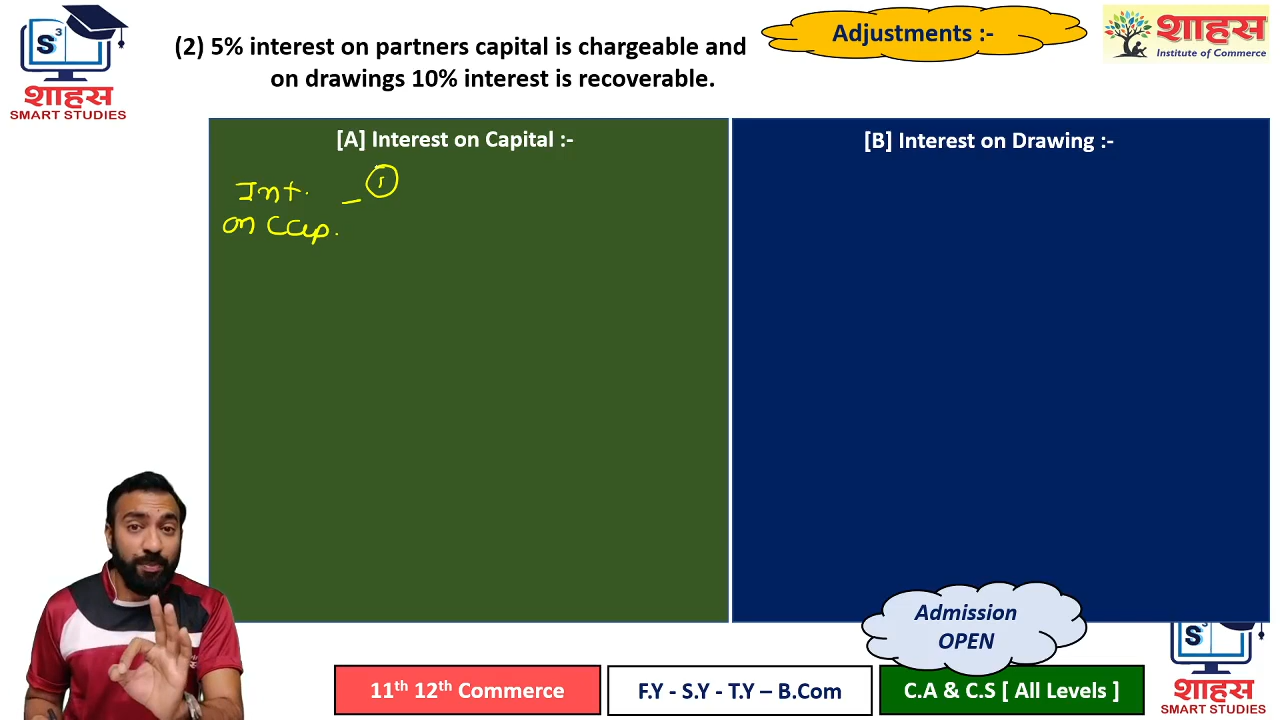 S³
शाहस
SMART STUDIES
(2) 5% interest on partners capital is chargeable and
on drawings 10% interest is recoverable.
Adjustments :-
शाहस
Institute of Commerce
[A] Interest on Capital :-
[B] Interest on Drawing :-
Int. - ①
on Cap.
Admission
OPEN
11th 12th Commerce
F.Y - S.Y - T.Y – B.Com
C.A & C.S [ All Levels ]
S³
शाहस
SMART STUDIES